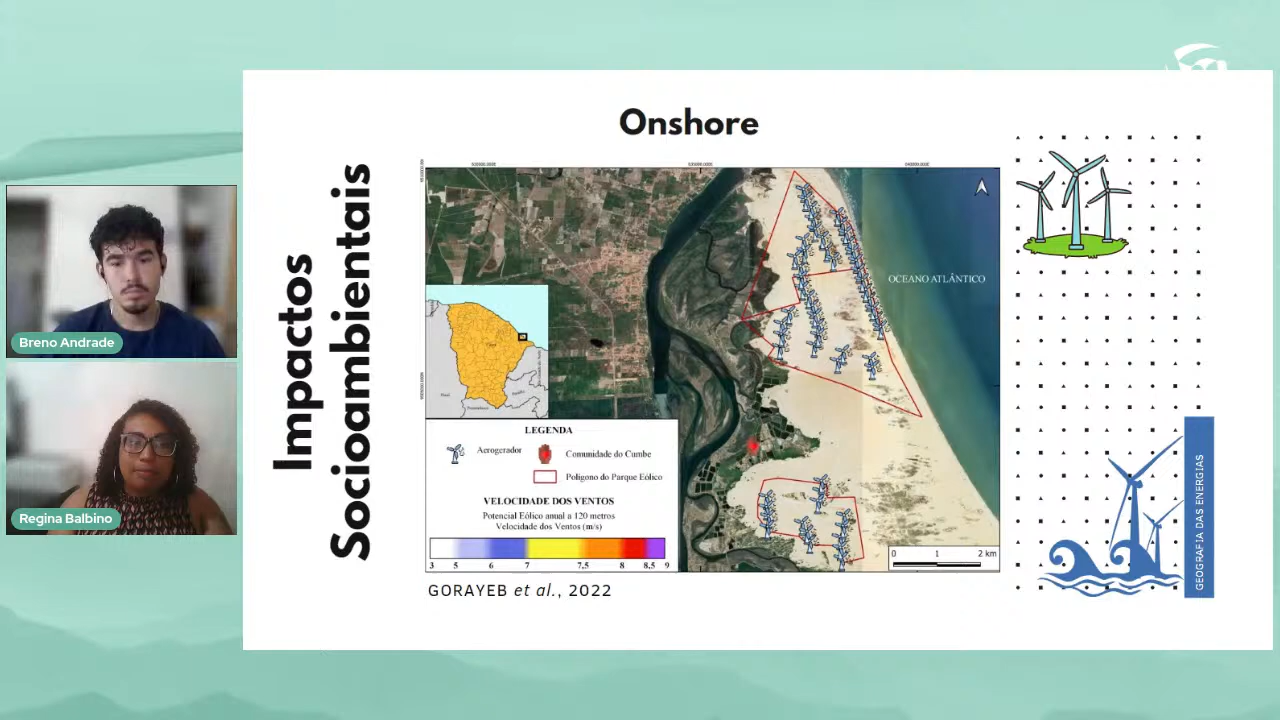 Onshore
Impactos
Socioambientais
OCEANO ATLÂNTICO
LEGENDA
Aerogerador
Comunidade do Cumbe
Polígono do Parque Eólico
VELOCIDADE DOS VENTOS
Potencial Eólico anual a 120 metros
Velocidade dos Ventos (m/s)
3 5 6 7 7,5 8 8,5 9
0 1 2 km
GORAYEB et al., 2022
GEOGRAFIA DAS ENERGIAS
Breno Andrade
Regina Balbino